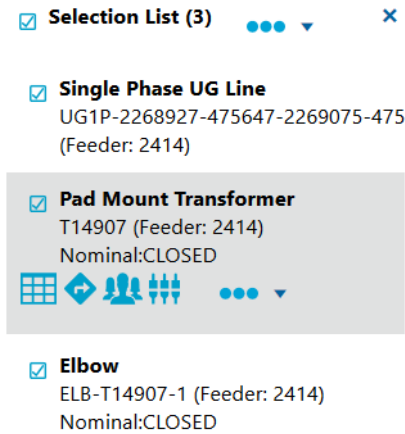 Selection List (3)
Single Phase UG Line
UG1P-2268927-475647-2269075-475
(Feeder: 2414)
Pad Mount Transformer
T14907 (Feeder: 2414)
Nominal:CLOSED
Elbow
ELB-T14907-1 (Feeder: 2414)
Nominal:CLOSED